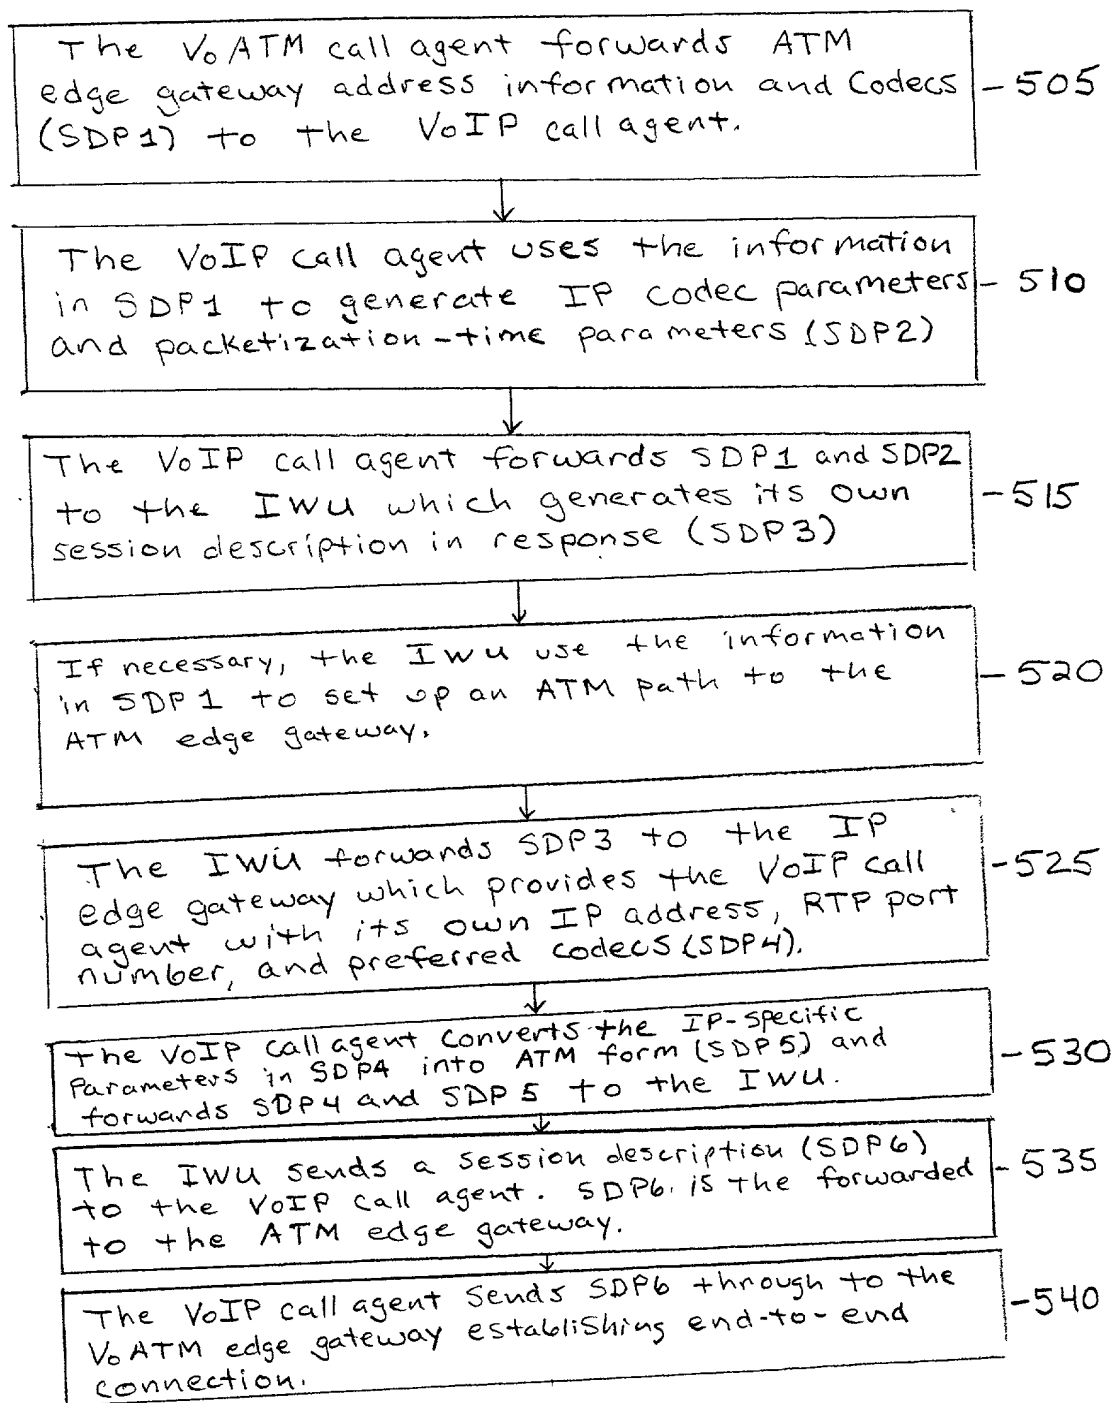 The VoATM call agent forwards ATM
edge gateway address information and Codecs
(SDP1) to the VoIP call agent.
505
The VoIP call agent uses the information
in SDP1 to generate IP codec parameters
and packetization-time parameters (SDP2)
510
The VoIP call agent forwards SDP1 and SDP2
to the IWU which generates its own
session description in response (SDP3)
515
If necessary, the IWU use the information
in SDP1 to set up an ATM path to the
ATM edge gateway.
520
The IWU forwards SDP3 to the IP
edge gateway which provides the VoIP call
agent with its own IP address, RTP port
number, and preferred codecs (SDP4).
525
The VoIP call agent converts the IP-specific
Parameters in SDP4 into ATM form (SDP5) and
forwards SDP4 and SDP5 to the IWU.
530
The IWU sends a session description (SDP6)
to the VoIP call agent. SDP6. is the forwarded
to the ATM edge gateway.
535
The VoIP call agent sends SDP6 through to the
VoATM edge gateway establishing end-to-end
connection.
540